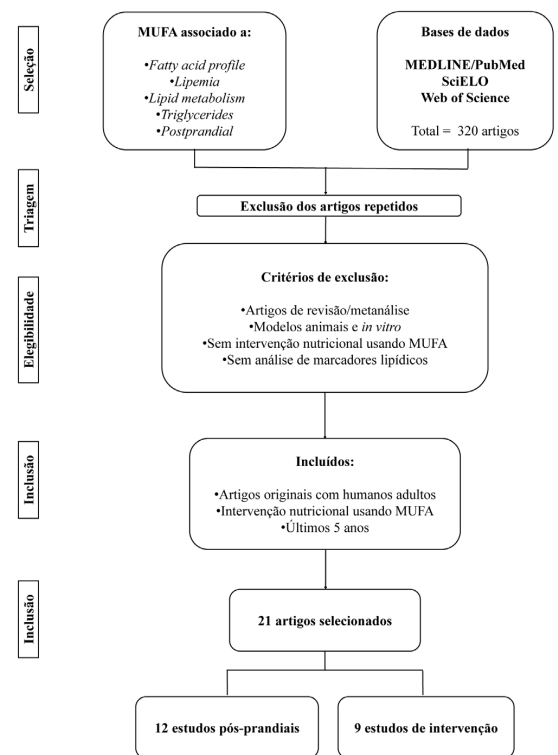 Seleção
MUFA associado a:
•Fatty acid profile
•Lipemia
•Lipid metabolism
•Triglycerides
•Postprandial
Bases de dados
MEDLINE/PubMed
SciELO
Web of Science
Total = 320 artigos
Triagem
Exclusão dos artigos repetidos
Elegibilidade
Critérios de exclusão:
•Artigos de revisão/metanálise
•Modelos animais e in vitro
•Sem intervenção nutricional usando MUFA
•Sem análise de marcadores lipídicos
Inclusão
Incluídos:
•Artigos originais com humanos adultos
•Intervenção nutricional usando MUFA
•Últimos 5 anos
Inclusão
21 artigos selecionados
12 estudos pós-prandiais
9 estudos de intervenção